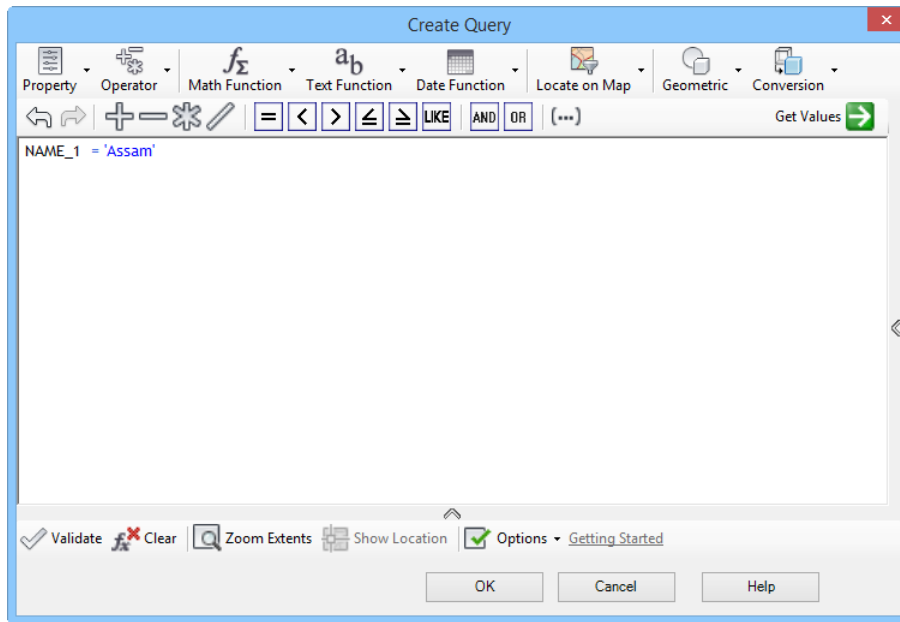 Create Query
Property Operator Math Function Text Function Date Function Locate on Map Geometric Conversion
= < > ≤ ≥ LIKE AND OR (...) Get Values
NAME_1 = 'Assam'
Validate Clear Zoom Extents Show Location Options Getting Started
OK Cancel Help